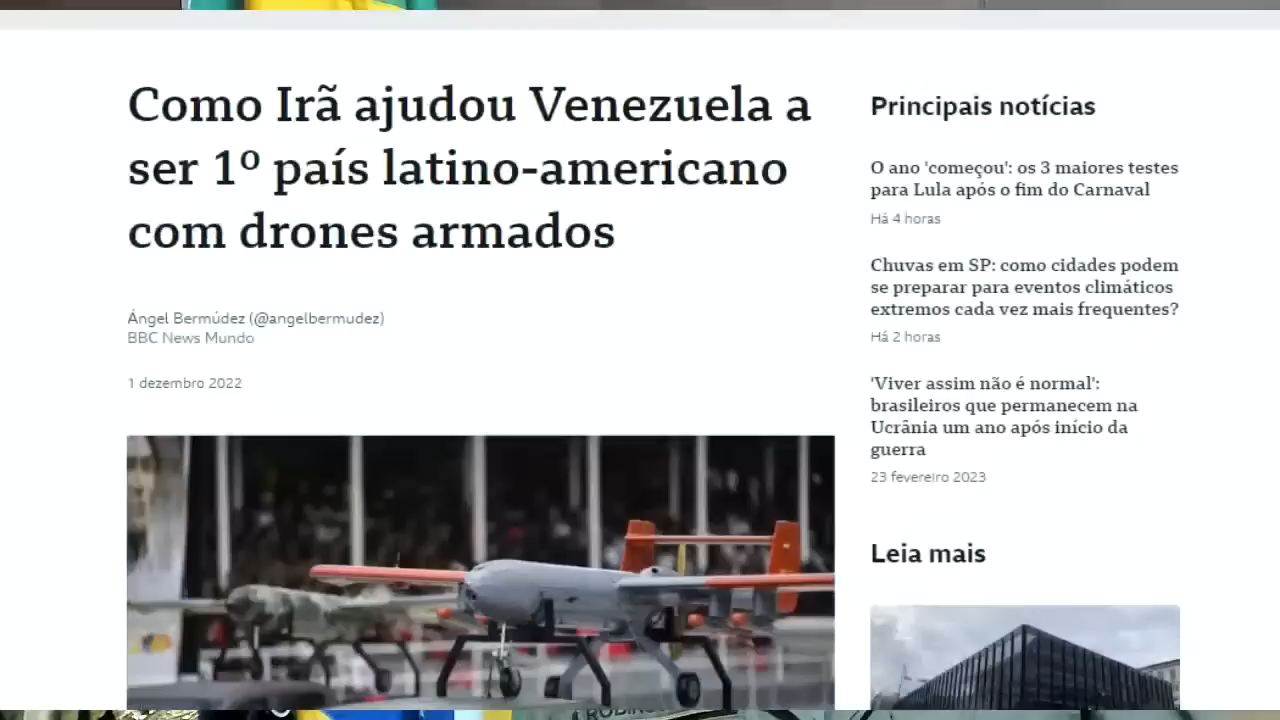 Como Irã ajudou Venezuela a
ser 1º país latino-americano
com drones armados
Ángel Bermúdez (@angelbermudez)
BBC News Mundo
1 dezembro 2022
Principais notícias
O ano 'começou': os 3 maiores testes
para Lula após o fim do Carnaval
Há 4 horas
Chuvas em SP: como cidades podem
se preparar para eventos climáticos
extremos cada vez mais frequentes?
Há 2 horas
'Viver assim não é normal':
brasileiros que permanecem na
Ucrânia um ano após início da
guerra
23 fevereiro 2023
Leia mais